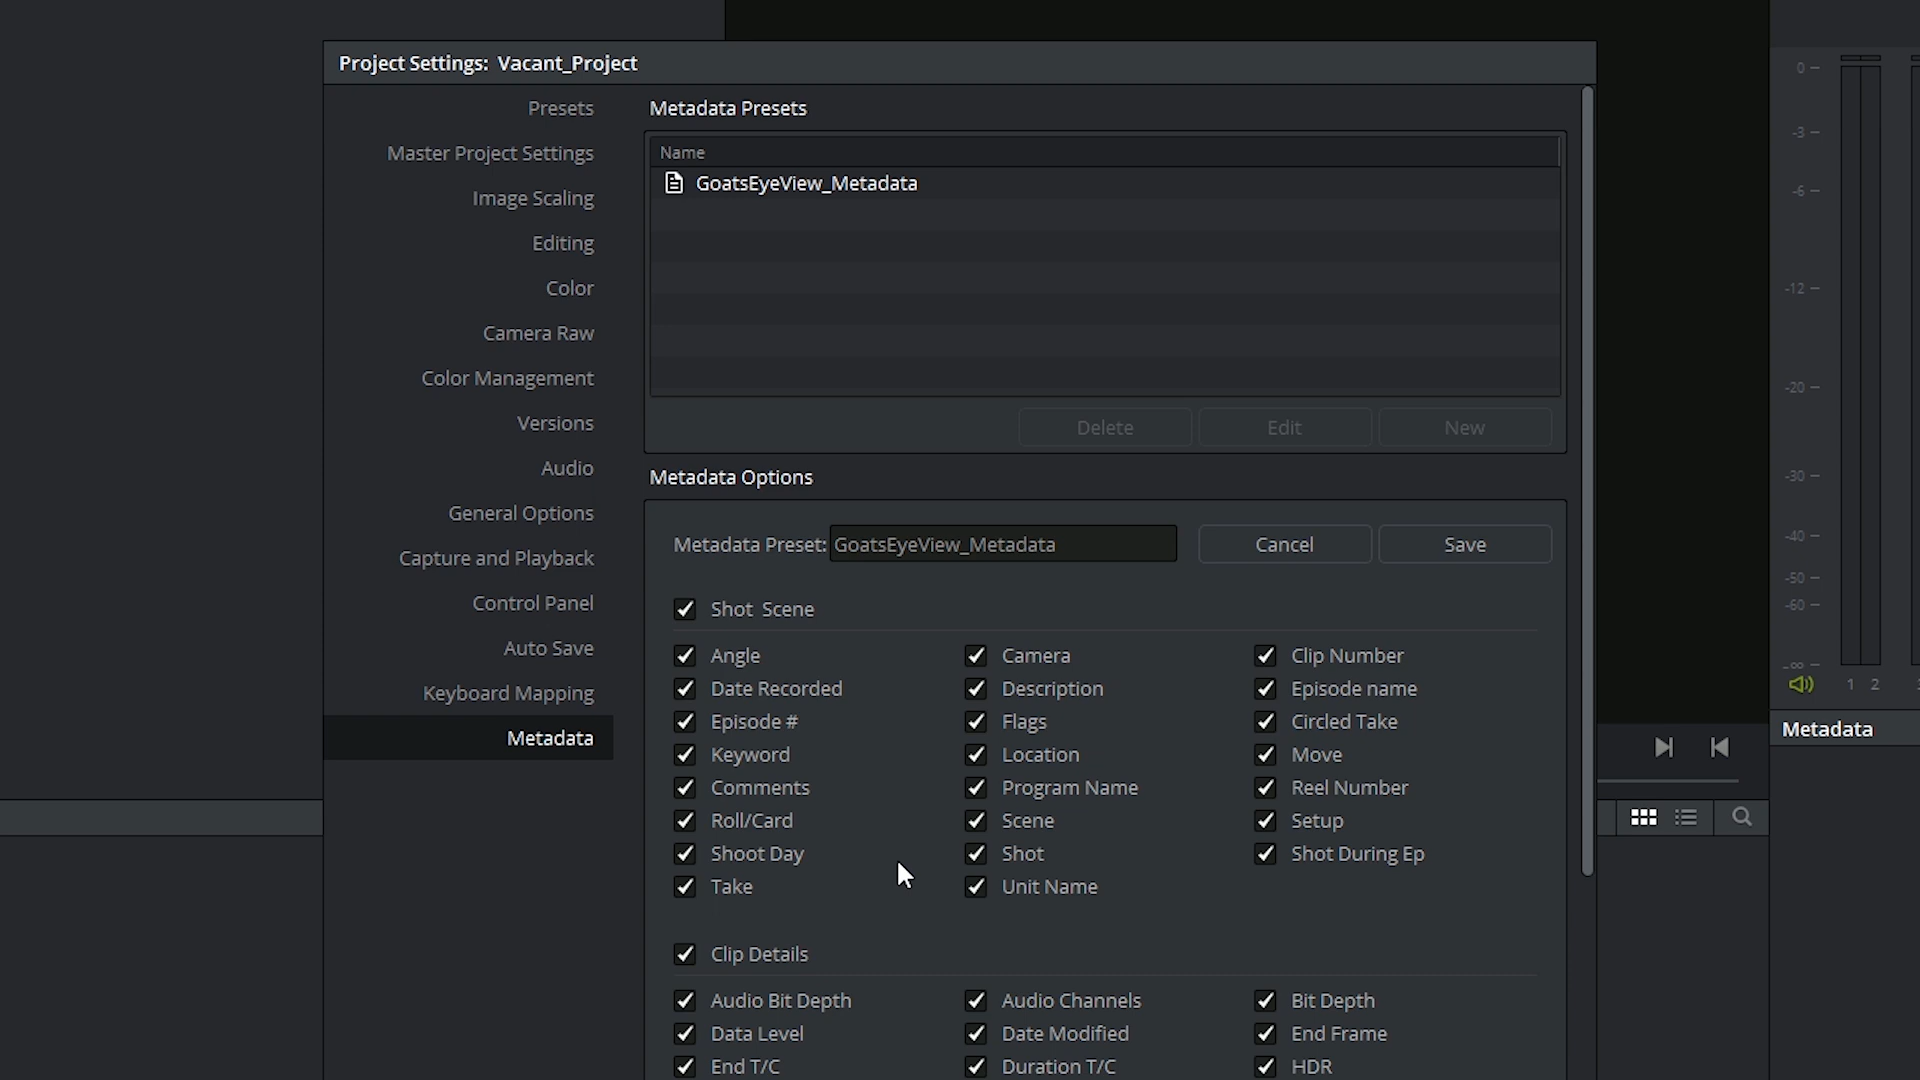 Project Settings: Vacant_Project
Presets
Master Project Settings
Image Scaling
Editing
Color
Camera Raw
Color Management
Versions
Audio
General Options
Capture and Playback
Control Panel
Auto Save
Keyboard Mapping
Metadata
Metadata Presets
Name
GoatsEyeView_Metadata
Delete Edit New
Metadata Options
Metadata Preset: GoatsEyeView_Metadata Cancel Save
Shot Scene
Angle Camera Clip Number
Date Recorded Description Episode name
Episode # Flags Circled Take
Keyword Location Move
Comments Program Name Reel Number
Roll/Card Scene Setup
Shoot Day Shot Shot During Ep
Take Unit Name
Clip Details
Audio Bit Depth Audio Channels Bit Depth
Data Level Date Modified End Frame
End T/C Duration T/C HDR
0
-3
-6
-12
-20
-30
-40
-50
-60
-∞
1 2
Metadata